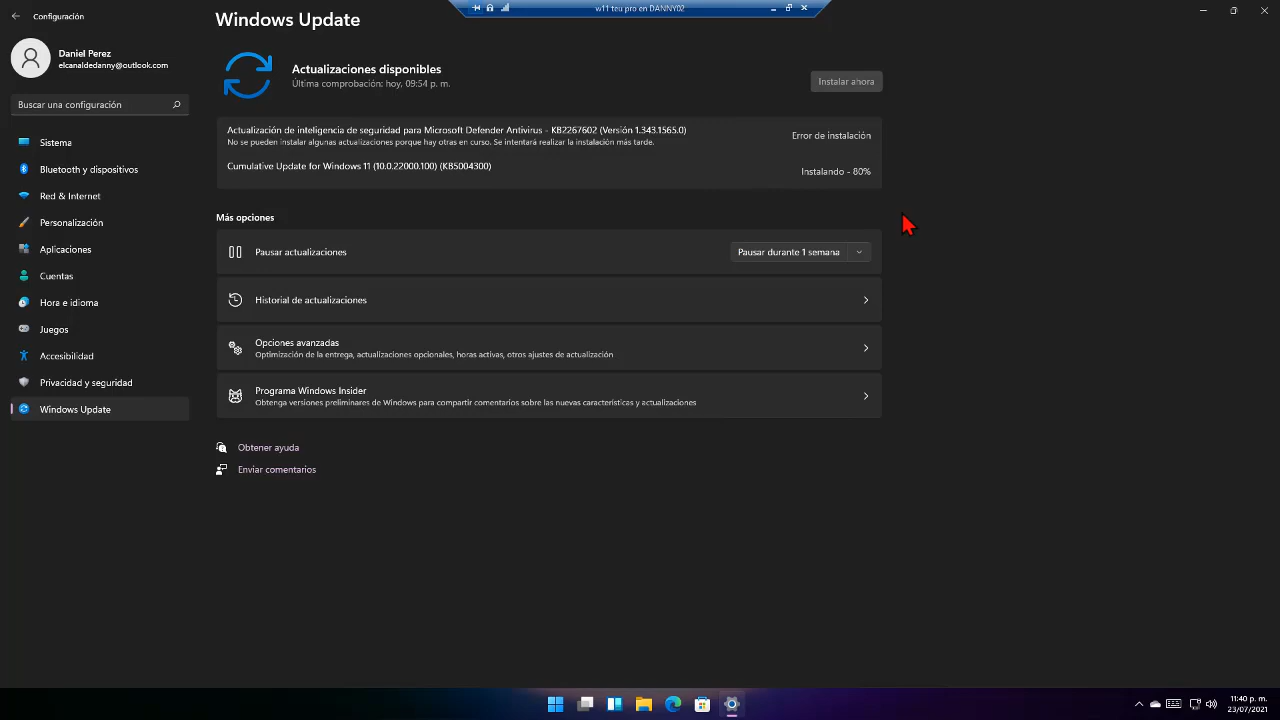 Configuración
w11 teu pro en DANNY02
Windows Update
Daniel Perez
elcanaldedanny@outlook.com
Buscar una configuración
Sistema
Bluetooth y dispositivos
Red & Internet
Personalización
Aplicaciones
Cuentas
Hora e idioma
Juegos
Accesibilidad
Privacidad y seguridad
Windows Update
Actualizaciones disponibles
Última comprobación: hoy, 09:54 p. m.
Instalar ahora
Actualización de inteligencia de seguridad para Microsoft Defender Antivirus - KB2267602 (Versión 1.343.1565.0)
Error de instalación
No se pueden instalar algunas actualizaciones porque hay otras en curso. Se intentará realizar la instalación más tarde.
Cumulative Update for Windows 11 (10.0.22000.100) (KB5004300)
Instalando - 80%
Más opciones
Pausar actualizaciones
Pausar durante 1 semana
Historial de actualizaciones
Opciones avanzadas
Optimización de la entrega, actualizaciones opcionales, horas activas, otros ajustes de actualización
Programa Windows Insider
Obtenga versiones preliminares de Windows para compartir comentarios sobre las nuevas características y actualizaciones
Obtener ayuda
Enviar comentarios
11:40 p. m.
23/07/2021